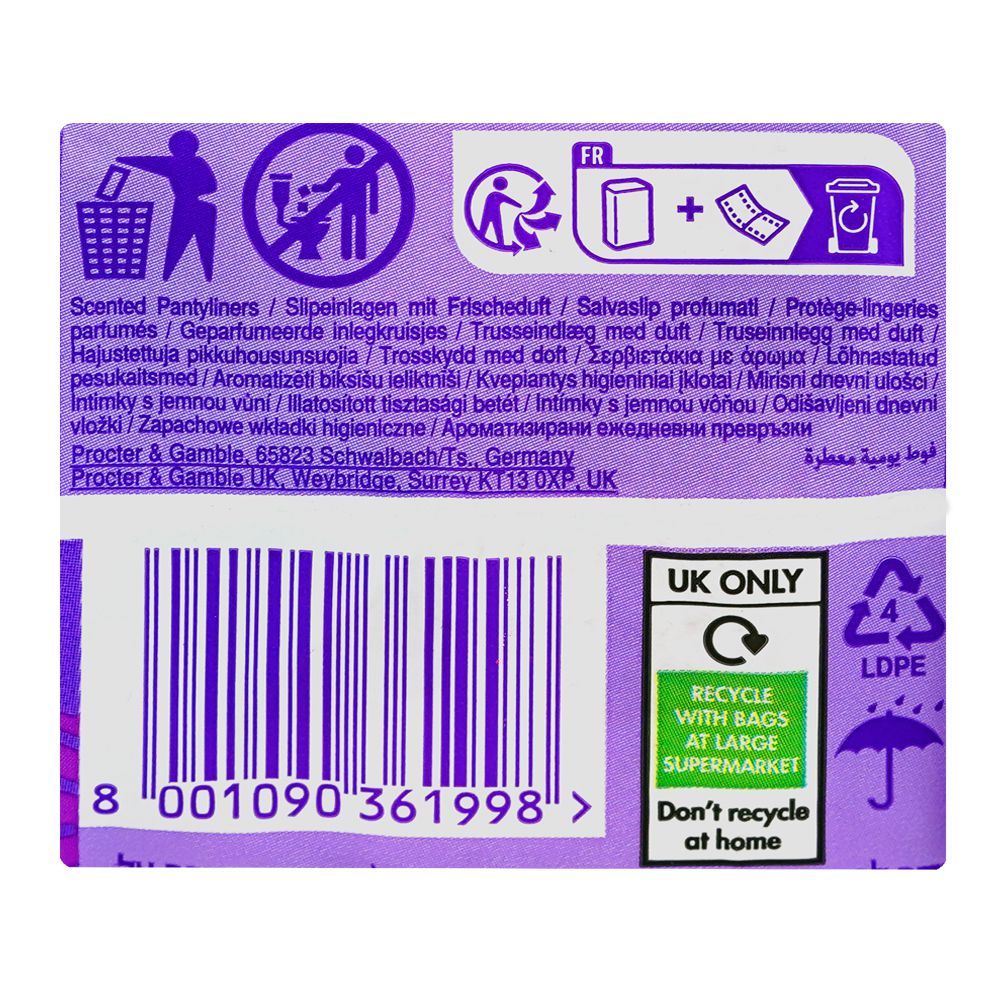 FR
Scented Pantyliners / Slipeinlagen mit Frischeduft / Salvaslip profumati / Protège-lingeries
parfumés / Geparfumeerde inlegkruisjes / Trusseindlæg med duft / Truseinnlegg med duft /
Hajustettuja pikkuhousunsuojia / Trosskydd med doft / Σερβιετάκια με άρωμα / Lõhnastatud
pesukaitsmed / Aromatizēti biksīšu ieliktnīši / Kvepiantys higieniniai įklotai / Mirisni dnevni ulošci /
Intímky s jemnou vůní / Illatosított tisztasági betét / Intímky s jemnou vôňou / Odišavljeni dnevni
vložki / Zapachowe wkładki higieniczne / Ароматизирани ежедневни превръзки
فوط يومية معطرة
Procter & Gamble, 65823 Schwalbach/Ts., Germany
Procter & Gamble UK, Weybridge, Surrey KT13 0XP, UK
8 001090 361998 >
UK ONLY
RECYCLE
WITH BAGS
AT LARGE
SUPERMARKET
Don't recycle
at home
4
LDPE